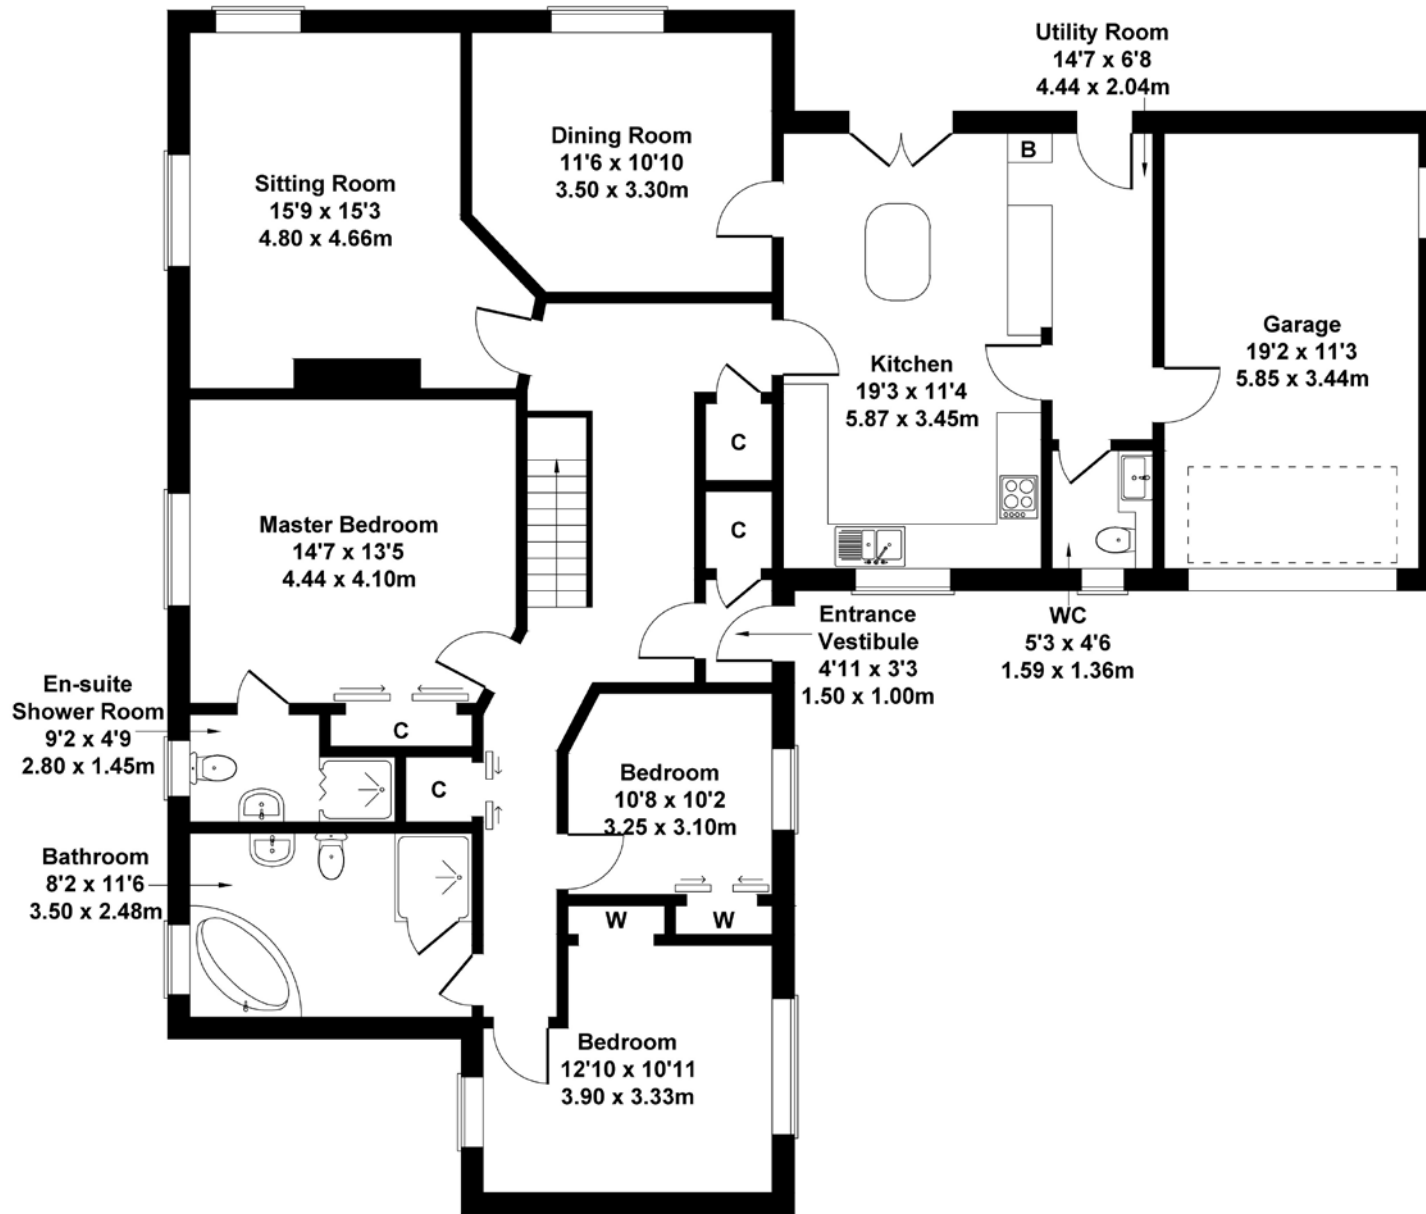 Utility Room
14'7 x 6'8
4.44 x 2.04m
Dining Room
11'6 x 10'10
3.50 x 3.30m
B
Sitting Room
15'9 x 15'3
4.80 x 4.66m
Garage
19'2 x 11'3
5.85 x 3.44m
Kitchen
19'3 x 11'4
5.87 x 3.45m
C
C
Master Bedroom
14'7 x 13'5
4.44 x 4.10m
Entrance
Vestibule
4'11 x 3'3
1.50 x 1.00m
WC
5'3 x 4'6
1.59 x 1.36m
En-suite
Shower Room
9'2 x 4'9
2.80 x 1.45m
C
C
Bedroom
10'8 x 10'2
3.25 x 3.10m
Bathroom
8'2 x 11'6
3.50 x 2.48m
W
W
Bedroom
12'10 x 10'11
3.90 x 3.33m